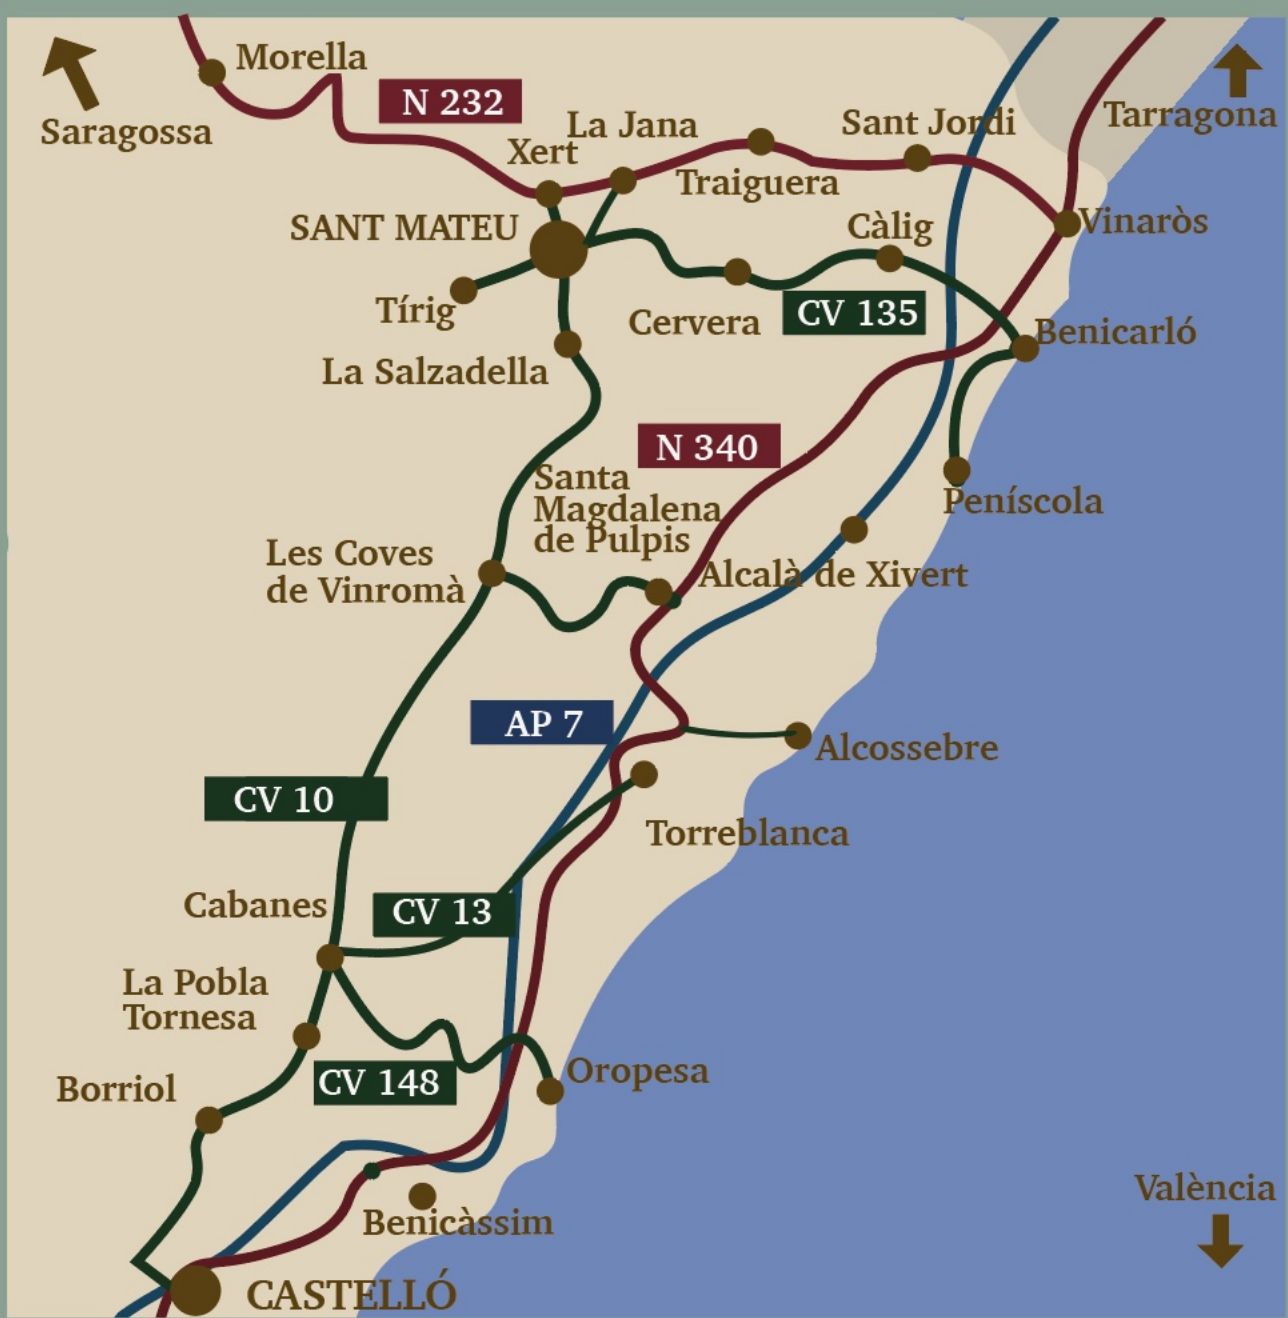 Morella
N 232
Saragossa
La Jana
Sant Jordi
Tarragona
Xert
Traiguera
SANT MATEU
Càlig
Vinaròs
Tírig
Cervera
CV 135
Benicarló
La Salzadella
N 340
Santa
Magdalena
de Pulpis
Peníscola
Les Coves
de Vinromà
Alcalà de Xivert
AP 7
Alcossebre
CV 10
Torreblanca
Cabanes
CV 13
La Pobla
Tornesa
CV 148
Oropesa
Borriol
València
Benicàssim
CASTELLÓ